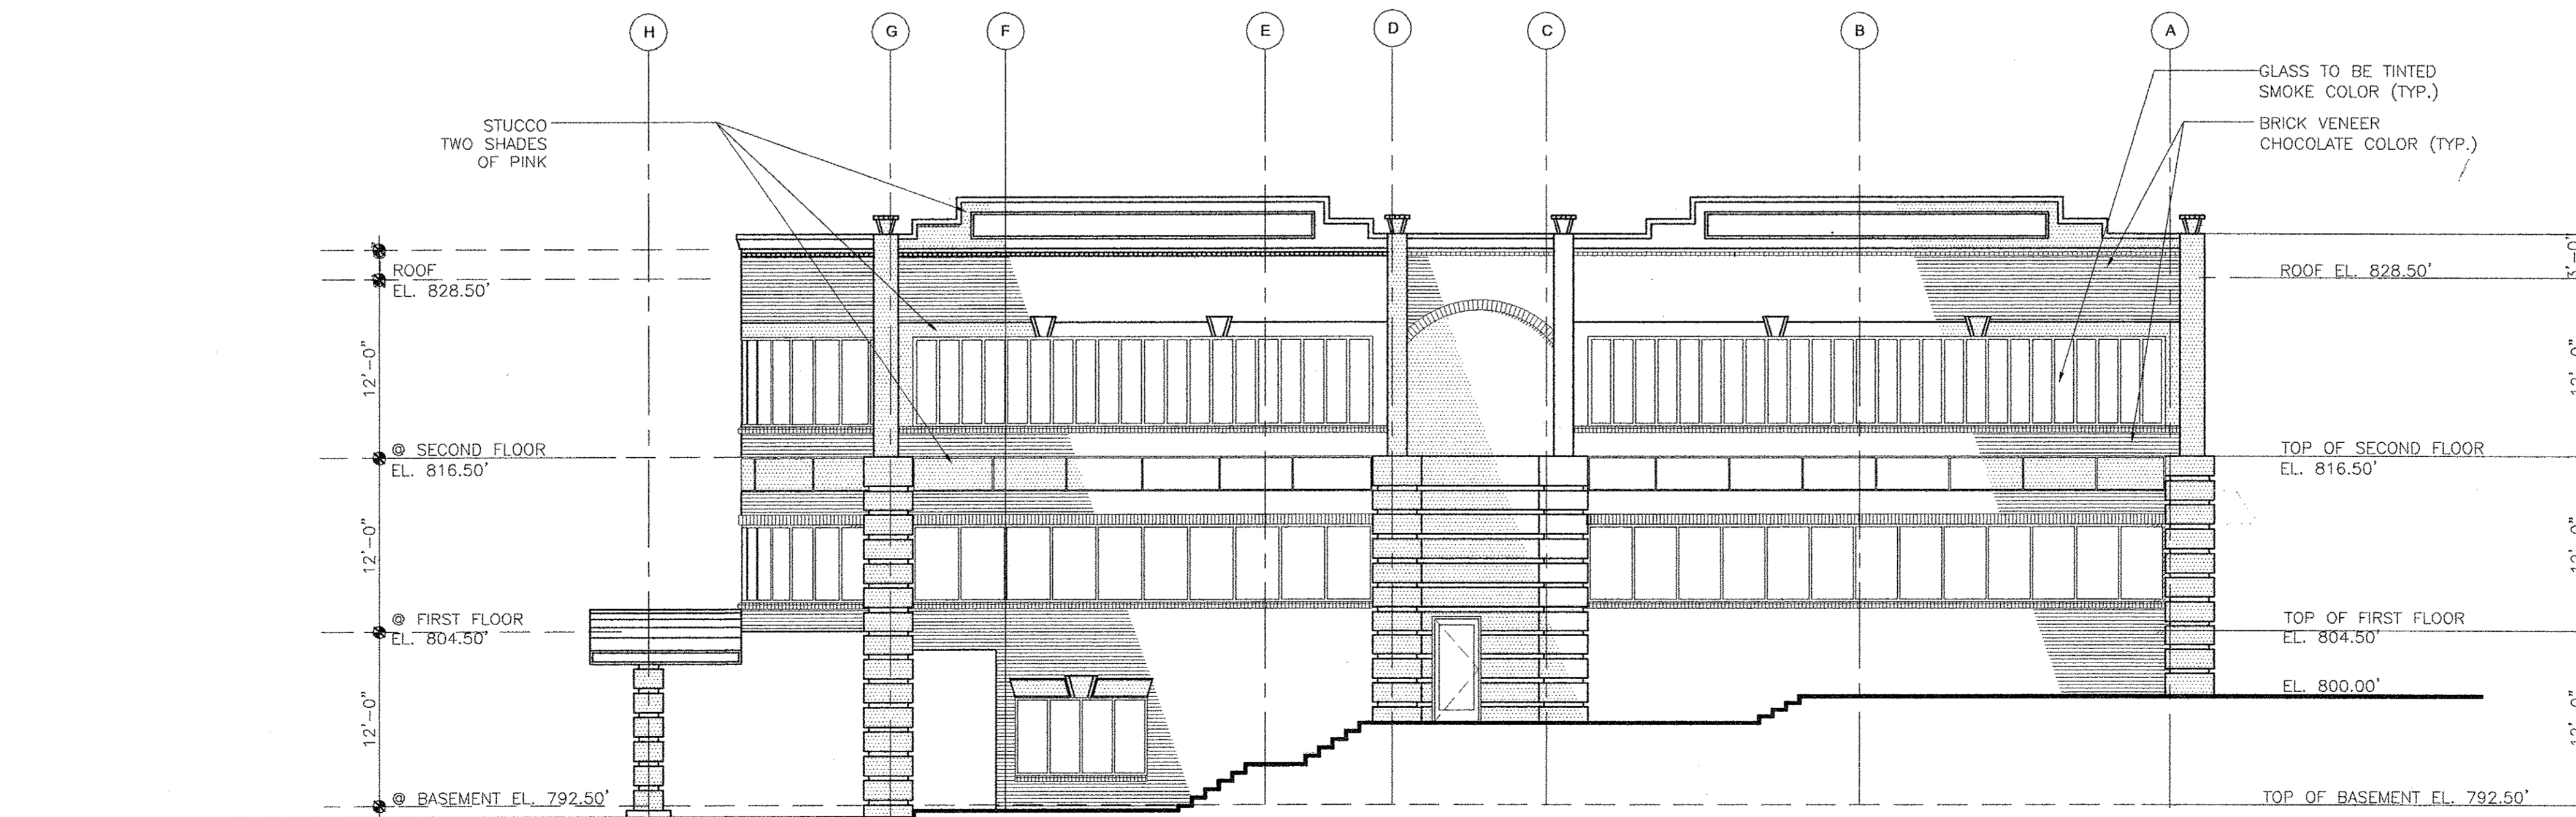 H G F E D C B A
GLASS TO BE TINTED
SMOKE COLOR (TYP.)
STUCCO
TWO SHADES
OF PINK
BRICK VENEER
CHOCOLATE COLOR (TYP.)
3'-0"
ROOF
EL. 828.50'
ROOF EL. 828.50'
12'-0"
@ SECOND FLOOR
EL. 816.50'
TOP OF SECOND FLOOR
EL. 816.50'
12'-0"
@ FIRST FLOOR
EL. 804.50'
TOP OF FIRST FLOOR
EL. 804.50'
EL. 800.00'
12'-0"
@ BASEMENT EL. 792.50'
TOP OF BASEMENT EL. 792.50'